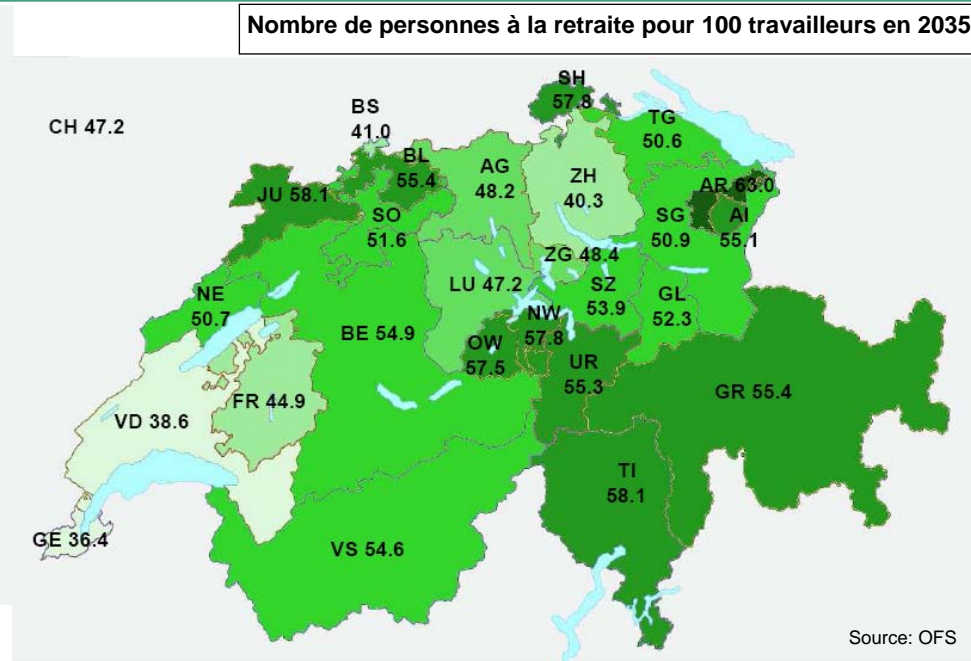 Nombre de personnes à la retraite pour 100 travailleurs en 2035
CH 47.2
SH
57.8
BS
41.0
TG
50.6
BL
55.4
AG
48.2
ZH
40.3
JU 58.1
AR 63.0
SO
51.6
SG
50.9
AI
55.1
ZG 48.4
LU 47.2
SZ
53.9
GL
52.3
NE
50.7
NW
57.8
BE 54.9
OW
57.5
UR
55.3
GR 55.4
FR 44.9
VD 38.6
TI
58.1
GE 36.4
VS 54.6
Source: OFS